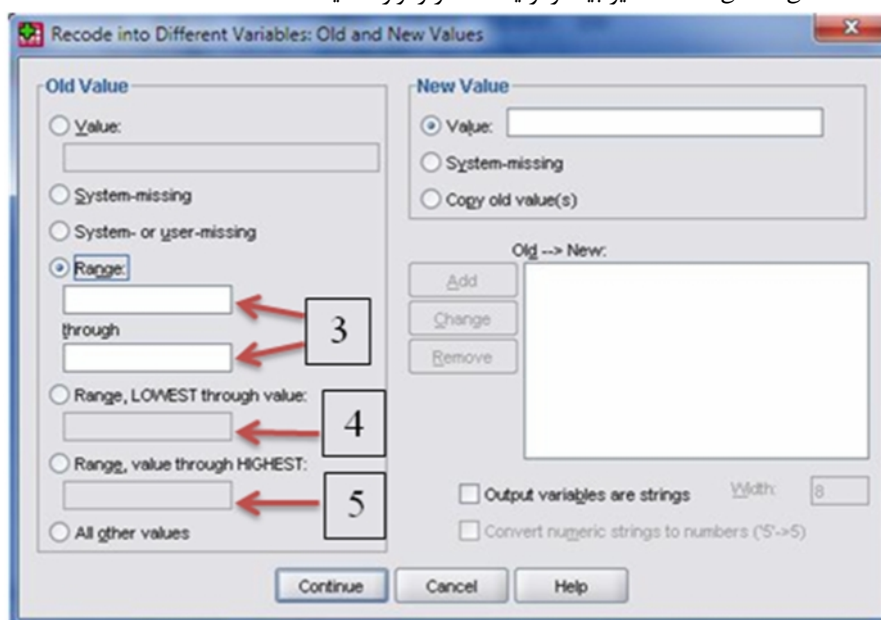 Recode into Different Variables: Old and New Values
Old Value
Value:
System-missing
System- or user-missing
Range:
through
3
Range, LOWEST through value:
4
Range, value through HIGHEST:
5
All other values
New Value
Value:
System-missing
Copy old value(s)
Old --> New:
Add
Change
Remove
Output variables are strings Width: 8
Convert numeric strings to numbers ('5'->5)
Continue Cancel Help